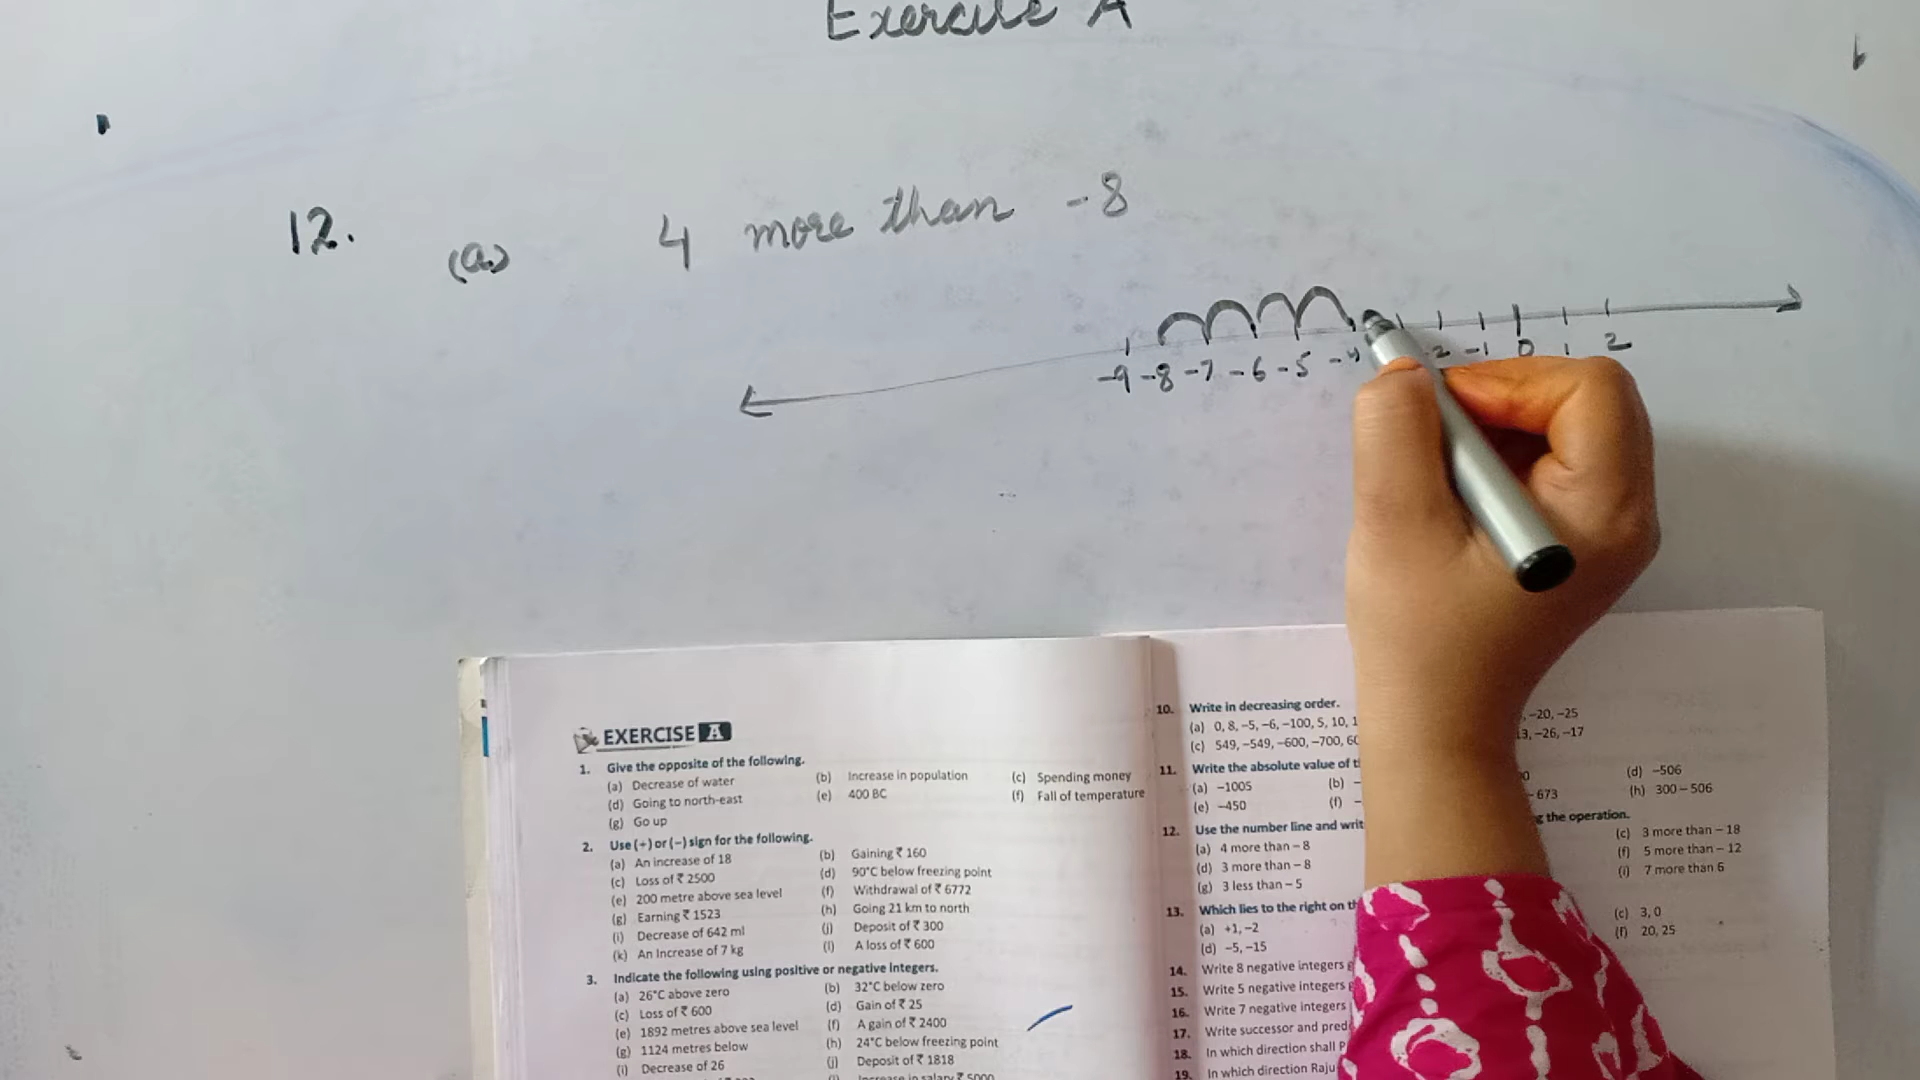 Exercise A
12. (a) 4 more than -8
-9 -8 -7 -6 -5 -4 -2 -1 0 1 2
EXERCISE A
1. Give the opposite of the following.
(a) Decrease of water (b) Increase in population (c) Spending money
(d) Going to north-east (e) 400 BC (f) Fall of temperature
(g) Go up
2. Use (+) or (−) sign for the following.
(a) An increase of 18 (b) Gaining ₹ 160
(c) Loss of ₹ 2500 (d) 90°C below freezing point
(e) 200 metre above sea level (f) Withdrawal of ₹ 6772
(g) Earning ₹ 1523 (h) Going 21 km to north
(i) Decrease of 642 ml (j) Deposit of ₹ 300
(k) An Increase of 7 kg (l) A loss of ₹ 600
3. Indicate the following using positive or negative integers.
(a) 26°C above zero (b) 32°C below zero
(c) Loss of ₹ 600 (d) Gain of ₹ 25
(e) 1892 metres above sea level (f) A gain of ₹ 2400
(g) 1124 metres below (h) 24°C below freezing point
(i) Decrease of 26 (j) Deposit of ₹ 1818
Increase in salary ₹ 5000
10. Write in decreasing order.
(a) 0, 8, −5, −6, −100, 5, 10, −20, −25
(c) 549, −549, −600, −700, −26, −17
11. Write the absolute value of
(a) −1005 (b) (d) −506
(e) −450 (f) −673 (h) 300 − 506
12. Use the number line and the operation.
(a) 4 more than − 8 (c) 3 more than − 18
(d) 3 more than − 8 (f) 5 more than − 12
(g) 3 less than − 5 (i) 7 more than 6
13. Which lies to the right on
(a) +1, −2 (c) 3, 0
(d) −5, −15 (f) 20, 25
14. Write 8 negative integers
15. Write 5 negative integers
16. Write 7 negative integers
17. Write successor and
18. In which direction shall
19. In which direction Raju